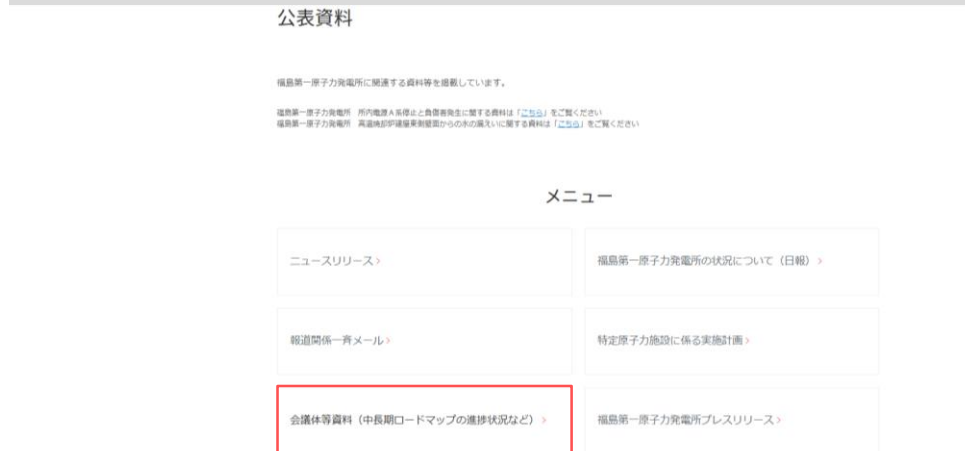 公表資料
福島第一原子力発電所に関連する資料等を掲載しています。
福島第一原子力発電所　所内電源A系停止と負傷者発生に関する資料は「こちら」をご覧ください
福島第一原子力発電所　高温焼却炉建屋東側壁面からの水の漏えいに関する資料は「こちら」をご覧ください
メニュー
ニュースリリース
福島第一原子力発電所の状況について（日報）
報道関係一斉メール
特定原子力施設に係る実施計画
会議体等資料（中長期ロードマップの進捗状況など）
福島第一原子力発電所プレスリリース